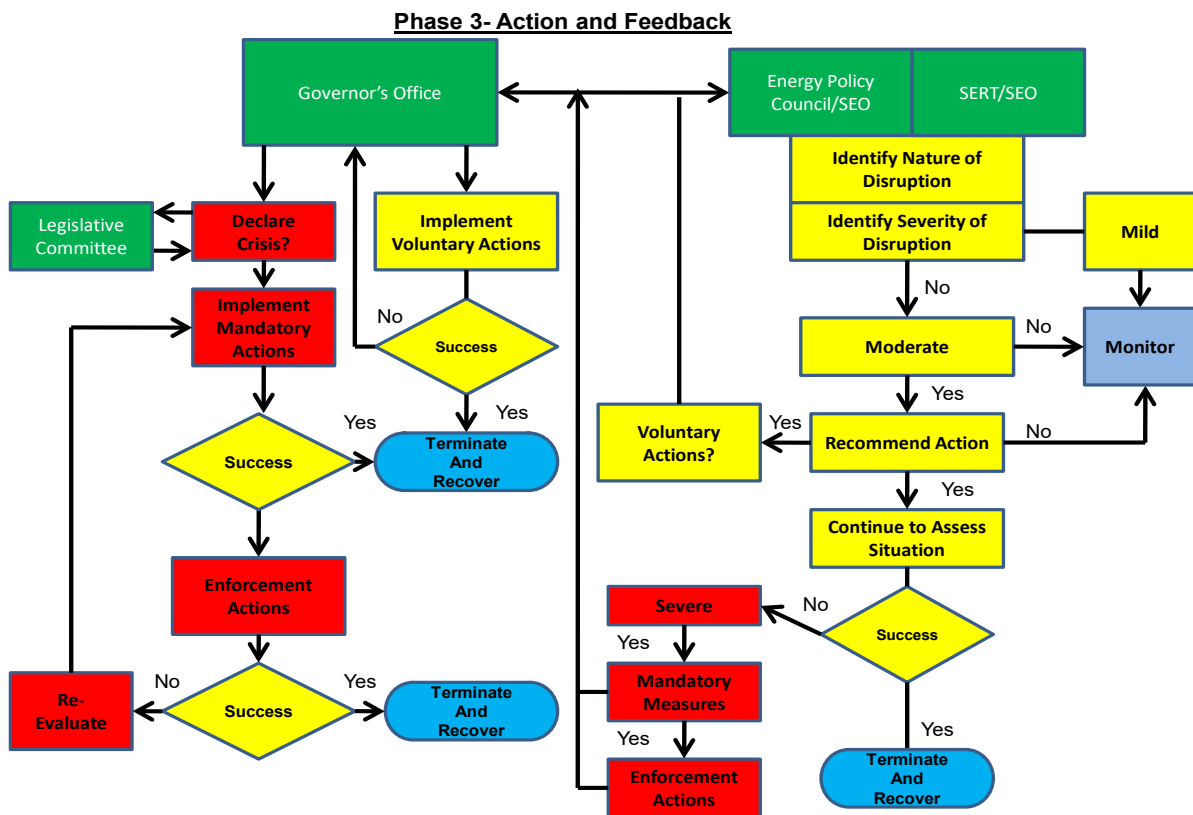 Phase 3- Action and Feedback
Governor's Office
Energy Policy
Council/SEO
SERT/SEO
Identify Nature of
Disruption
Legislative
Committee
Declare
Crisis?
Implement
Voluntary Actions
Identify Severity of
Disruption
Mild
No
Implement
Mandatory
Actions
No
Success
Moderate
No
Monitor
Yes
Yes
Yes
Success
Terminate
And
Recover
Voluntary
Actions?
Yes
Recommend Action
No
Yes
Continue to Assess
Situation
Enforcement
Actions
Severe
No
Success
Yes
Re-
Evaluate
No
Success
Yes
Terminate
And
Recover
Mandatory
Measures
Yes
Enforcement
Actions
Yes
Terminate
And
Recover